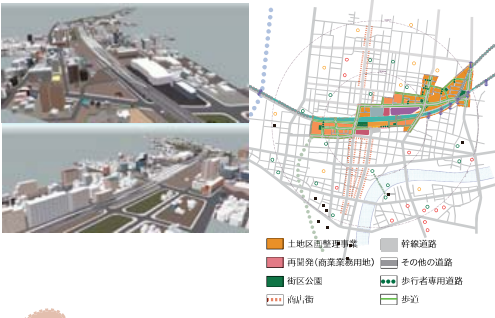 土地区画整理事業
再開発(商業業務用地)
街区公園
商店街
幹線道路
その他の道路
歩行者専用道路
歩道